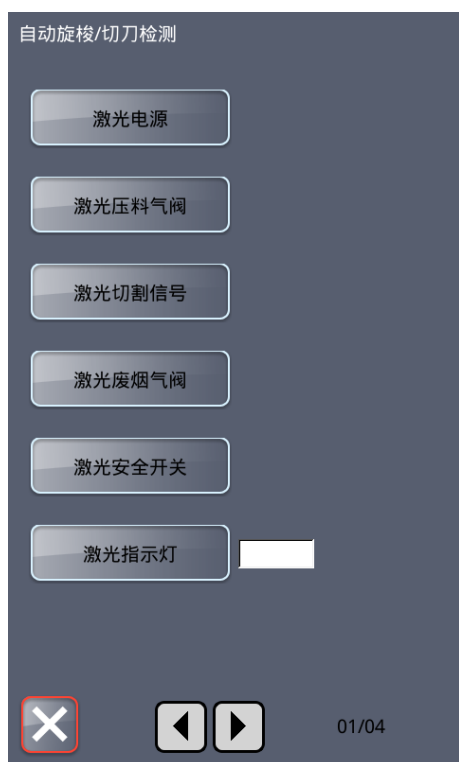 自动旋梭/切刀检测
激光电源
激光压料气阀
激光切割信号
激光废烟气阀
激光安全开关
激光指示灯
01/04